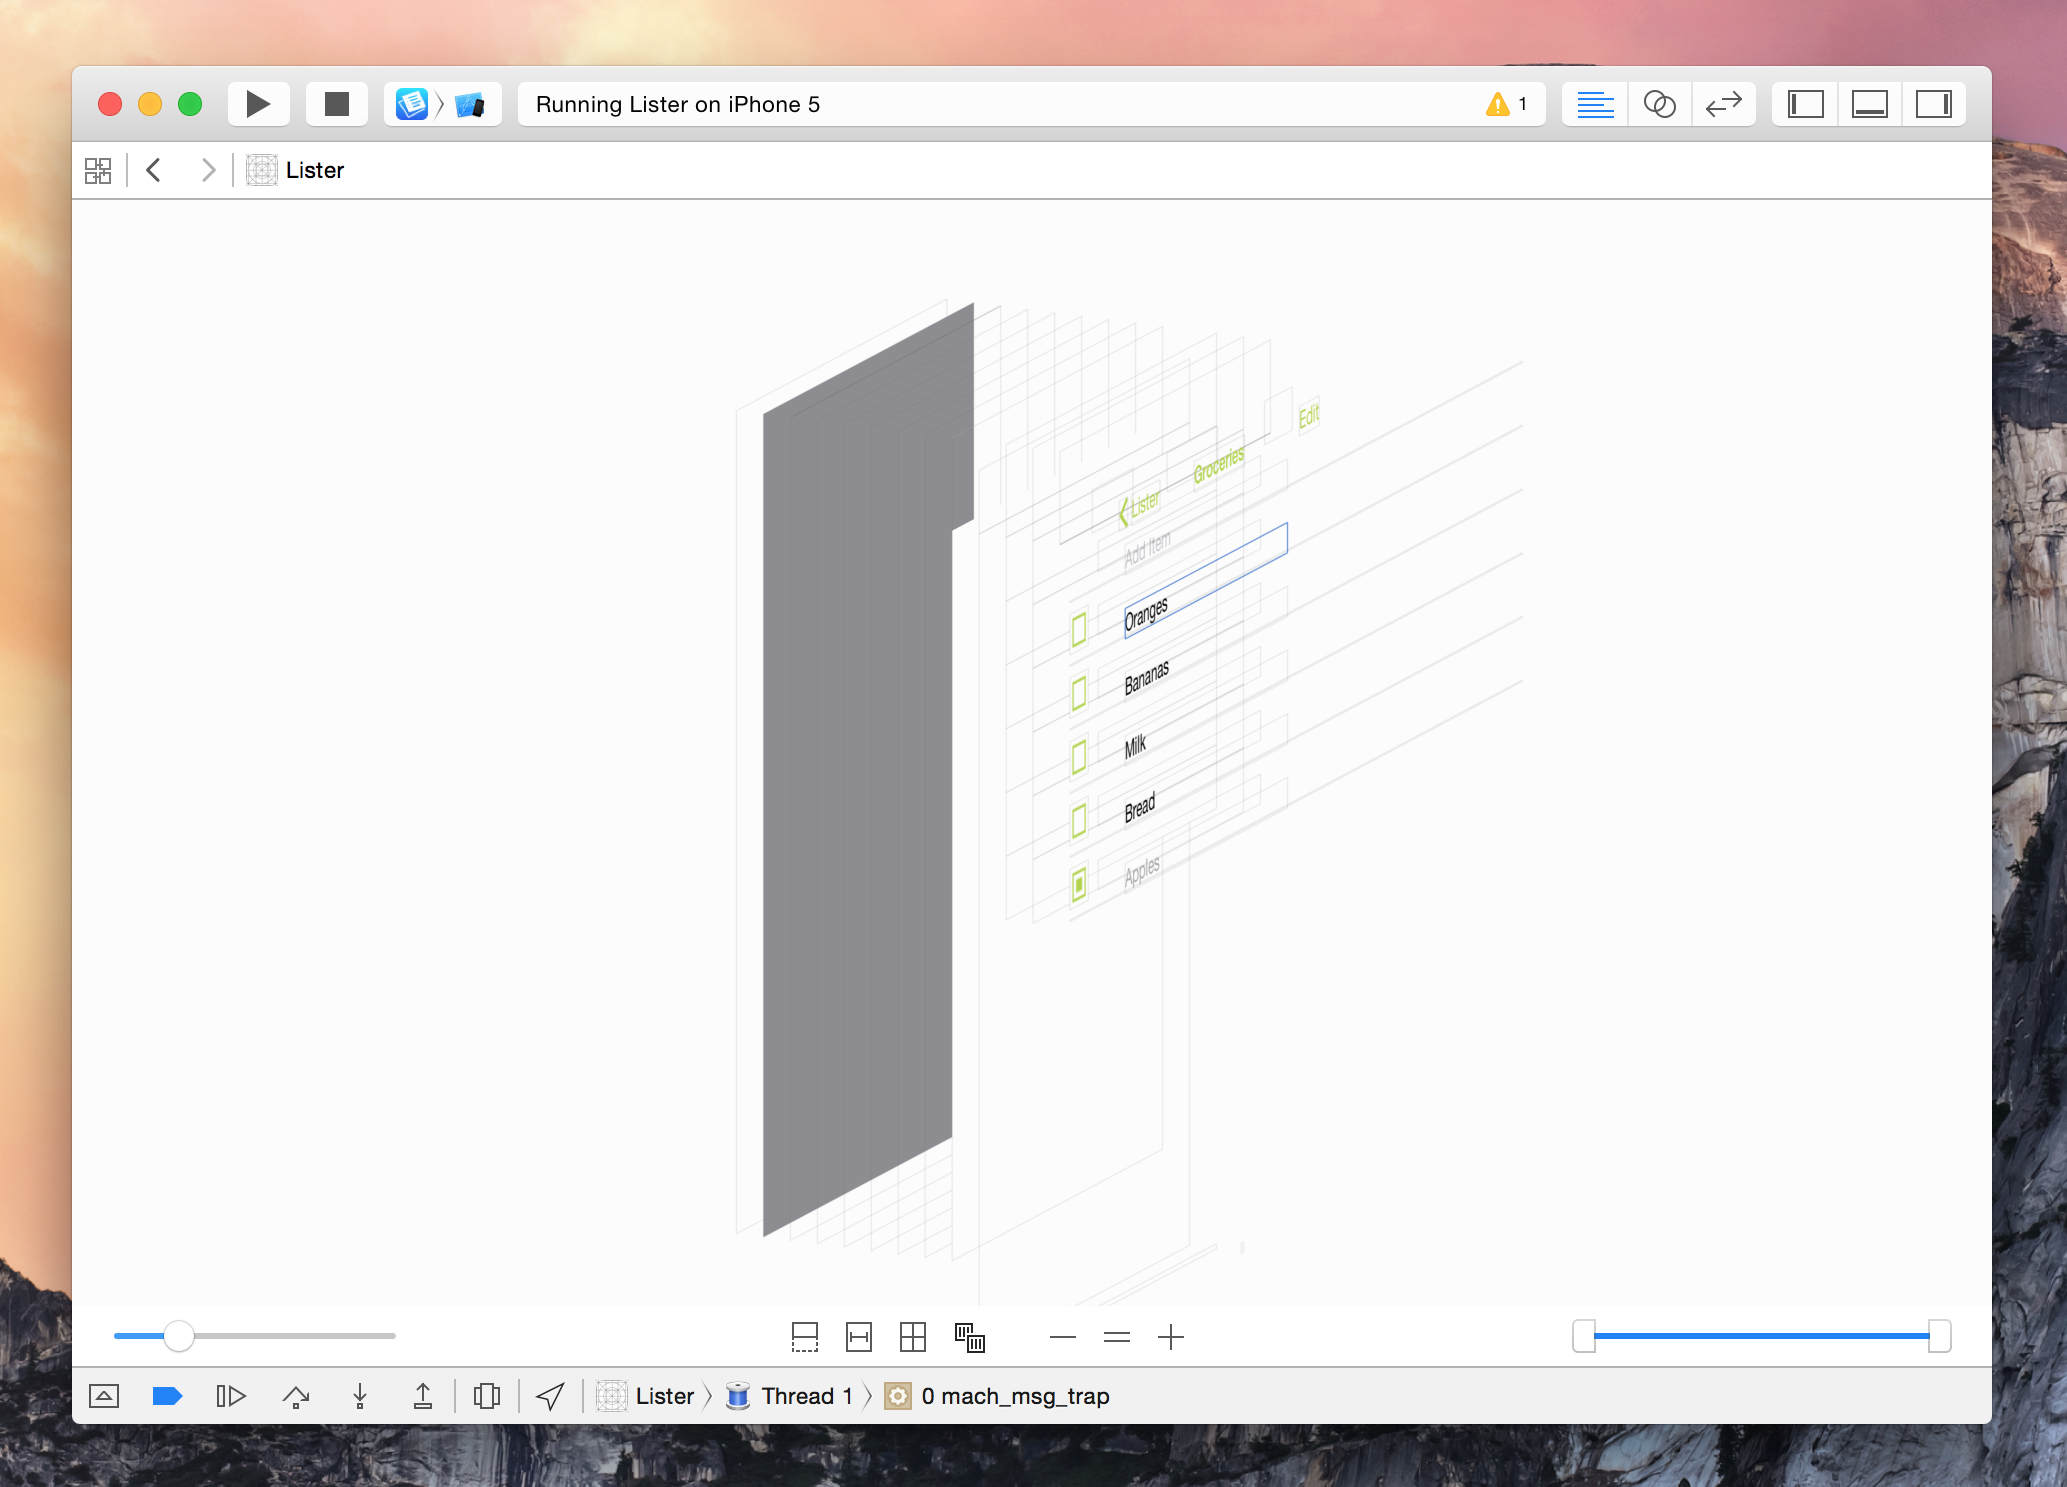 Running Lister on iPhone 5
1
Lister
Edit
Groceries
Lister
Add Item
Oranges
Bananas
Milk
Bread
Apples
Lister
Thread 1
0 mach_msg_trap